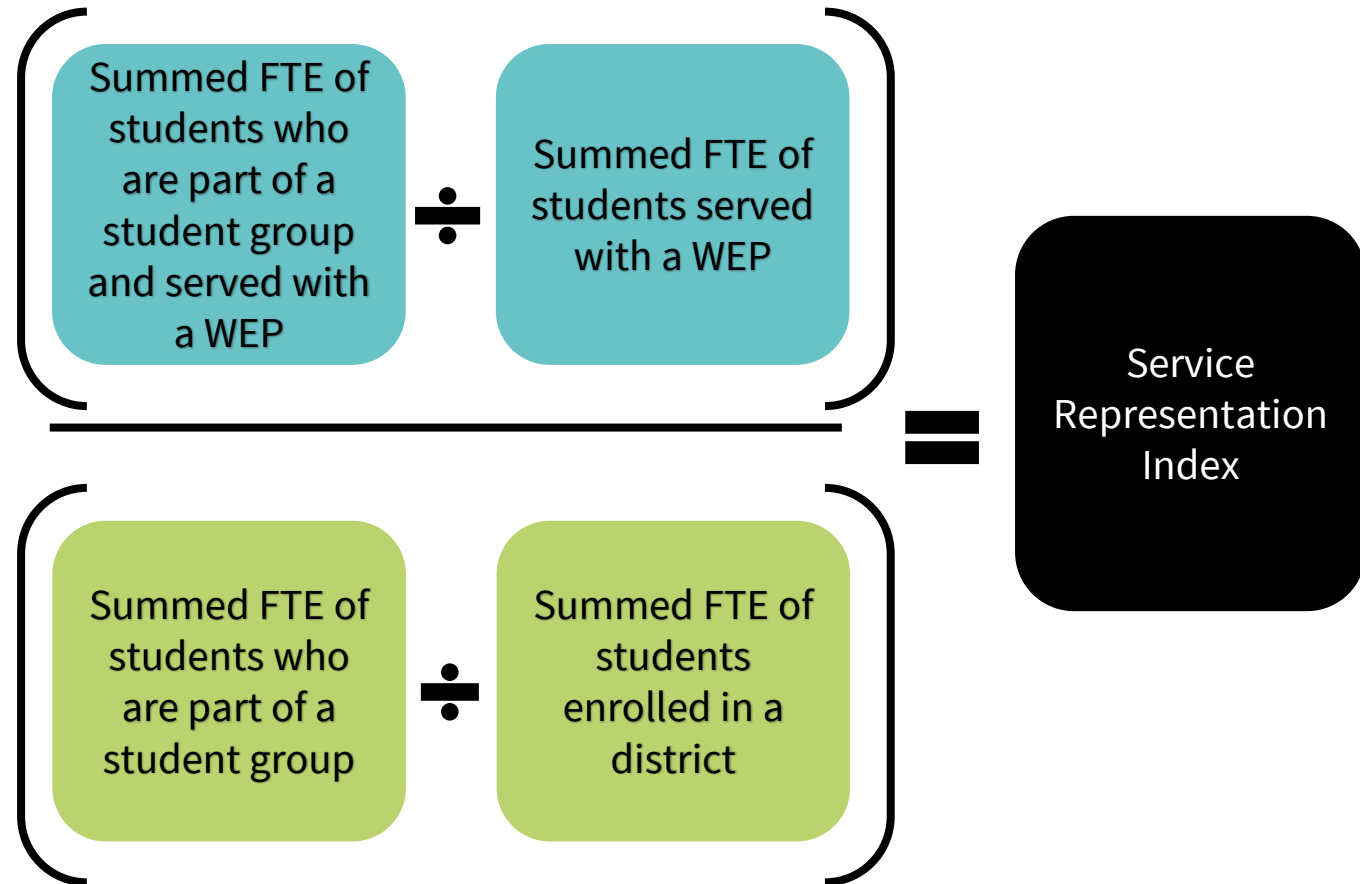 Summed FTE of
students who
are part of a
student group
and served with
a WEP
÷
Summed FTE of
students served
with a WEP
=
Service
Representation
Index
Summed FTE of
students who
are part of a
student group
÷
Summed FTE of
students
enrolled in a
district